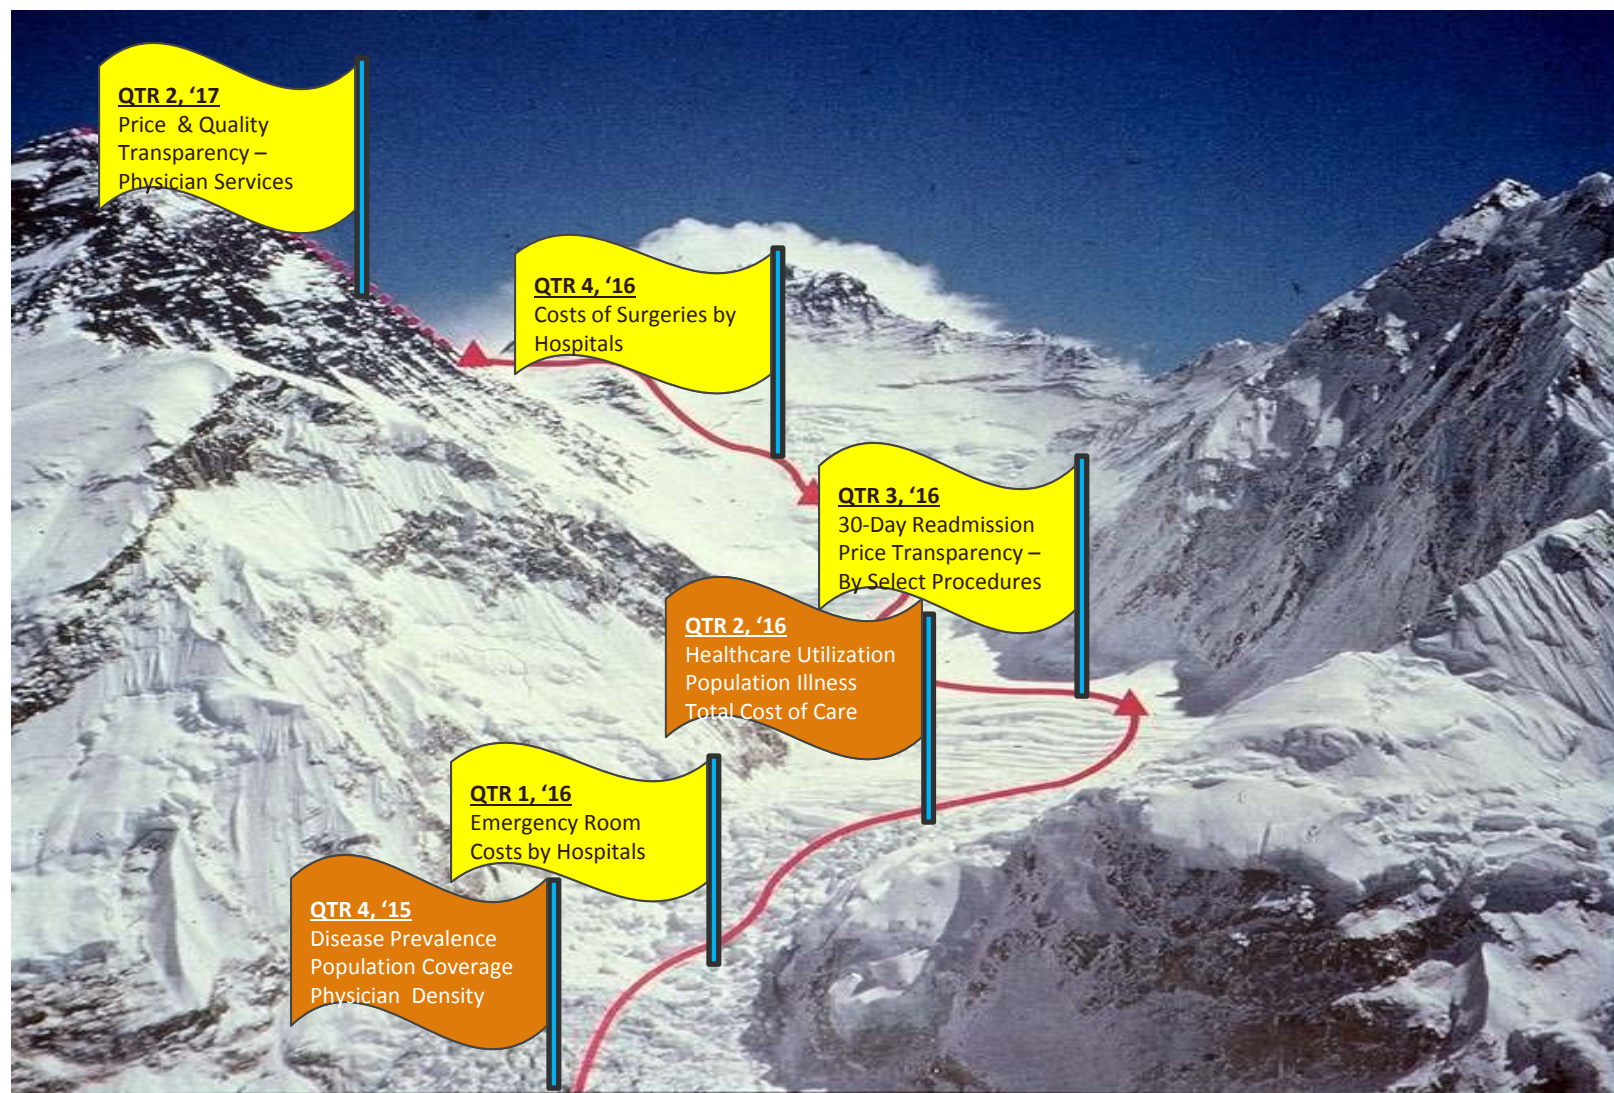 QTR 2, ‘17
Price & Quality
Transparency –
Physician Services
QTR 4, ‘16
Costs of Surgeries by
Hospitals
QTR 3, ‘16
30-Day Readmission
Price Transparency –
By Select Procedures
QTR 2, ‘16
Healthcare Utilization
Population Illness
Total Cost of Care
QTR 1, ‘16
Emergency Room
Costs by Hospitals
QTR 4, ‘15
Disease Prevalence
Population Coverage
Physician Density